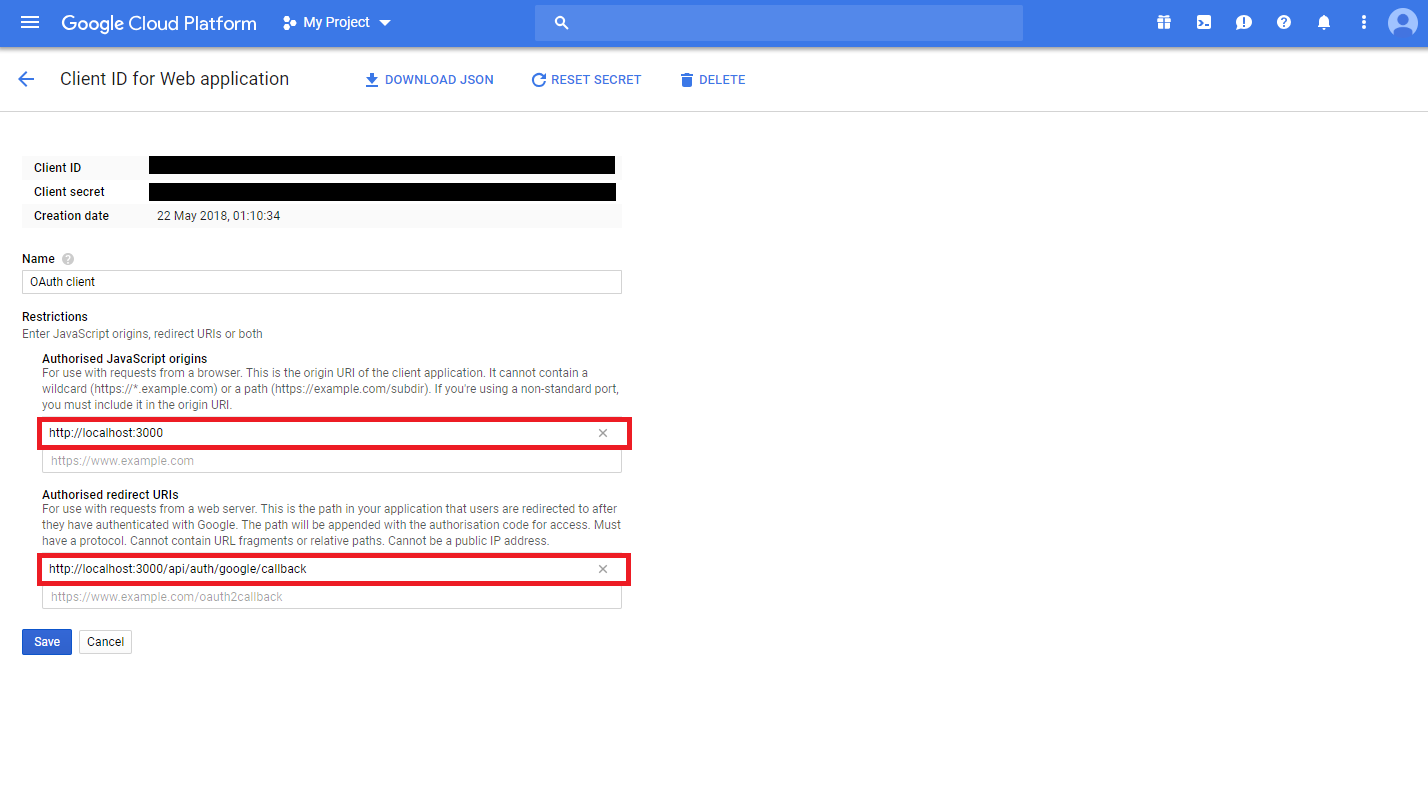 Google Cloud Platform
My Project
Client ID for Web application
DOWNLOAD JSON
RESET SECRET
DELETE
Client ID
Client secret
Creation date 22 May 2018, 01:10:34
Name
OAuth client
Restrictions
Enter JavaScript origins, redirect URIs or both
Authorised JavaScript origins
For use with requests from a browser. This is the origin URI of the client application. It cannot contain a
wildcard (https://*.example.com) or a path (https://example.com/subdir). If you're using a non-standard port,
you must include it in the origin URI.
http://localhost:3000
https://www.example.com
Authorised redirect URIs
For use with requests from a web server. This is the path in your application that users are redirected to after
they have authenticated with Google. The path will be appended with the authorisation code for access. Must
have a protocol. Cannot contain URL fragments or relative paths. Cannot be a public IP address.
http://localhost:3000/api/auth/google/callback
https://www.example.com/oauth2callback
Save Cancel